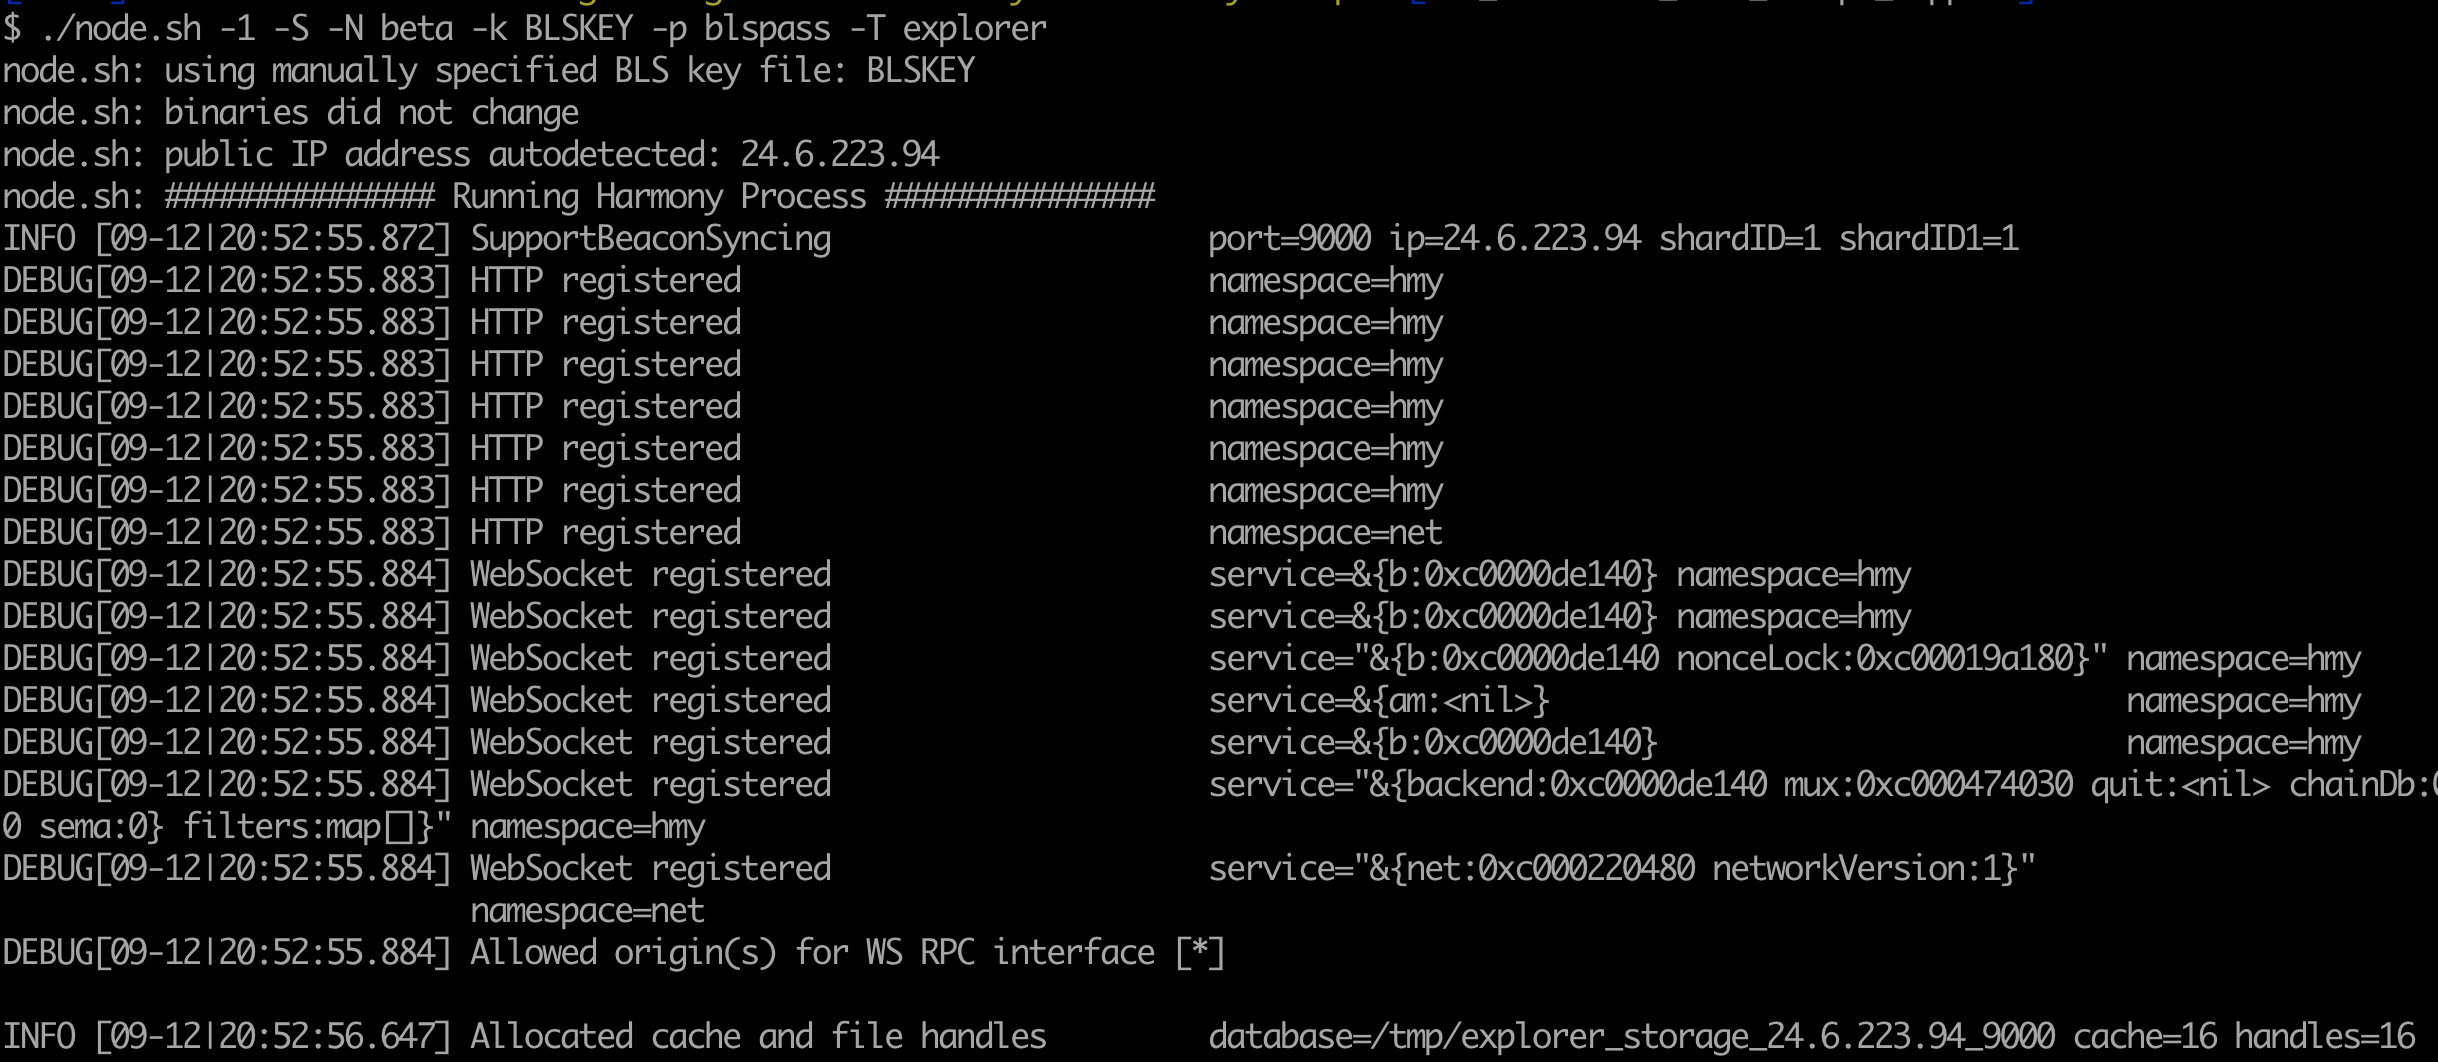 $ ./node.sh -1 -S -N beta -k BLSKEY -p blspass -T explorer
node.sh: using manually specified BLS key file: BLSKEY
node.sh: binaries did not change
node.sh: public IP address autodetected: 24.6.223.94
node.sh: ############### Running Harmony Process ###############
INFO [09-12|20:52:55.872] SupportBeaconSyncing                     port=9000 ip=24.6.223.94 shardID=1 shardID1=1
DEBUG[09-12|20:52:55.883] HTTP registered                          namespace=hmy
DEBUG[09-12|20:52:55.883] HTTP registered                          namespace=hmy
DEBUG[09-12|20:52:55.883] HTTP registered                          namespace=hmy
DEBUG[09-12|20:52:55.883] HTTP registered                          namespace=hmy
DEBUG[09-12|20:52:55.883] HTTP registered                          namespace=hmy
DEBUG[09-12|20:52:55.883] HTTP registered                          namespace=hmy
DEBUG[09-12|20:52:55.883] HTTP registered                          namespace=net
DEBUG[09-12|20:52:55.884] WebSocket registered                     service=&{b:0xc0000de140} namespace=hmy
DEBUG[09-12|20:52:55.884] WebSocket registered                     service=&{b:0xc0000de140} namespace=hmy
DEBUG[09-12|20:52:55.884] WebSocket registered                     service="&{b:0xc0000de140 nonceLock:0xc00019a180}" namespace=hmy
DEBUG[09-12|20:52:55.884] WebSocket registered                     service=&{am:<nil>}                                namespace=hmy
DEBUG[09-12|20:52:55.884] WebSocket registered                     service=&{b:0xc0000de140}                          namespace=hmy
DEBUG[09-12|20:52:55.884] WebSocket registered                     service="&{backend:0xc0000de140 mux:0xc000474030 quit:<nil> chainDb:
0 sema:0} filters:map[]}" namespace=hmy
DEBUG[09-12|20:52:55.884] WebSocket registered                     service="&{net:0xc000220480 networkVersion:1}"
namespace=net
DEBUG[09-12|20:52:55.884] Allowed origin(s) for WS RPC interface [*]
INFO [09-12|20:52:56.647] Allocated cache and file handles         database=/tmp/explorer_storage_24.6.223.94_9000 cache=16 handles=16